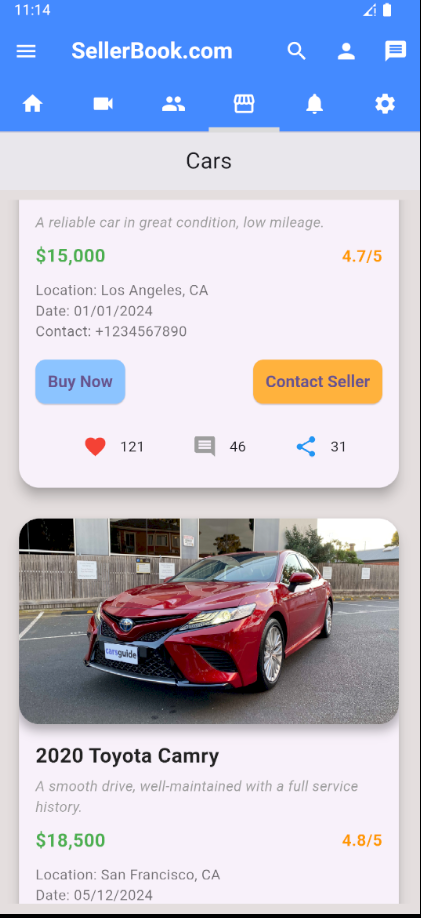 11:14
SellerBook.com
Cars
A reliable car in great condition, low mileage.
$15,000
4.7/5
Location: Los Angeles, CA
Date: 01/01/2024
Contact: +1234567890
Buy Now
Contact Seller
121
46
31
carsguide
2020 Toyota Camry
A smooth drive, well-maintained with a full service
history.
$18,500
4.8/5
Location: San Francisco, CA
Date: 05/12/2024